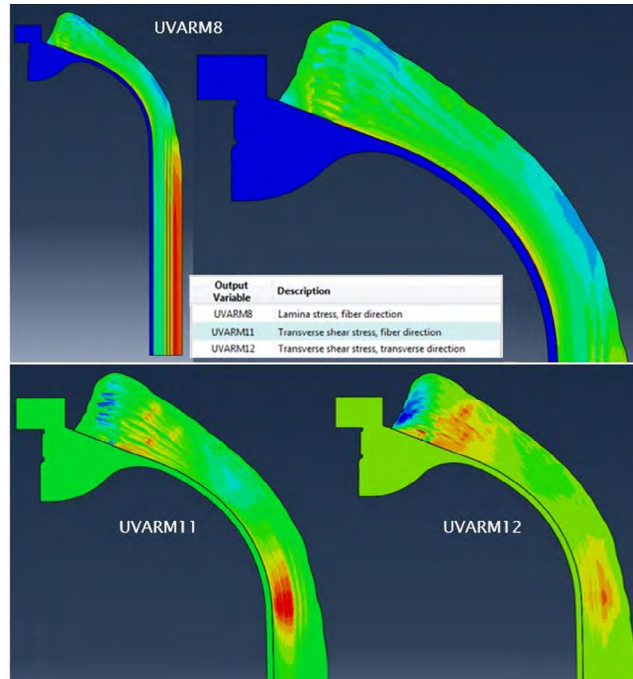 UVARM8
Output Variable Description
UVARM8 Lamina stress, fiber direction
UVARM11 Transverse shear stress, fiber direction
UVARM12 Transverse shear stress, transverse direction
UVARM11 UVARM12